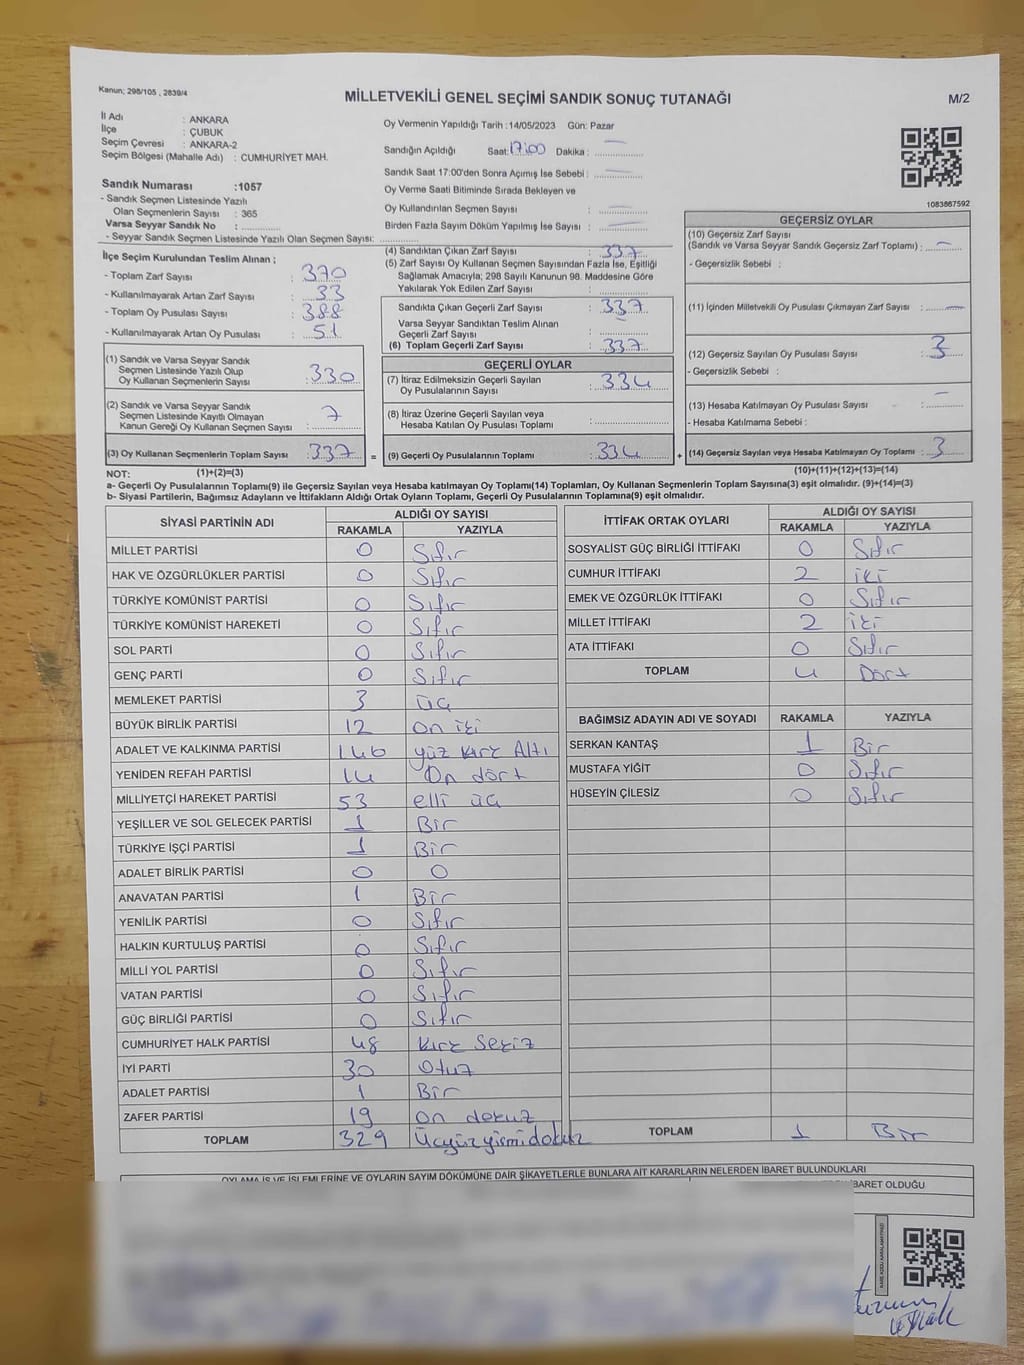 Kanun; 298/105 , 2839/4
MİLLETVEKİLİ GENEL SEÇİMİ SANDIK SONUÇ TUTANAĞI
M/2
İl Adı : ANKARA
İlçe : ÇUBUK
Seçim Çevresi : ANKARA-2
Seçim Bölgesi (Mahalle Adı) : CUMHURİYET MAH.
Sandık Numarası :1057
- Sandık Seçmen Listesinde Yazılı
Olan Seçmenlerin Sayısı : 365
Varsa Seyyar Sandık No :
- Seyyar Sandık Seçmen Listesinde Yazılı Olan Seçmen Sayısı:
Oy Vermenin Yapıldığı Tarih :14/05/2023 Gün: Pazar
Sandığın Açıldığı Saat: 17:00 Dakika :
Sandık Saat 17:00'den Sonra Açımış İse Sebebi :
Oy Verme Saati Bitiminde Sırada Bekleyen ve
Oy Kullandırılan Seçmen Sayısı :
Birden Fazla Sayım Döküm Yapılmış İse Sayısı :
1083867592
İlçe Seçim Kurulundan Teslim Alınan ;
- Toplam Zarf Sayısı : 370
- Kullanılmayarak Artan Zarf Sayısı : 33
- Toplam Oy Pusulası Sayısı : 388
- Kullanılmayarak Artan Oy Pusulası : 51
(4) Sandıktan Çıkan Zarf Sayısı : 337
(5) Zarf Sayısı Oy Kullanan Seçmen Sayısından Fazla İse, Eşitliği
Sağlamak Amacıyla; 298 Sayılı Kanunun 98. Maddesine Göre
Yakılarak Yok Edilen Zarf Sayısı :
Sandıkta Çıkan Geçerli Zarf Sayısı : 337
Varsa Seyyar Sandıktan Teslim Alınan
Geçerli Zarf Sayısı :
(6) Toplam Geçerli Zarf Sayısı : 337
(1) Sandık ve Varsa Seyyar Sandık
Seçmen Listesinde Yazılı Olup
Oy Kullanan Seçmenlerin Sayısı : 330
(2) Sandık ve Varsa Seyyar Sandık
Seçmen Listesinde Kayıtlı Olmayan
Kanun Gereği Oy Kullanan Seçmen Sayısı : 7
(3) Oy Kullanan Seçmenlerin Toplam Sayısı : 337
=
GEÇERLİ OYLAR
(7) İtiraz Edilmeksizin Geçerli Sayılan
Oy Pusulalarının Sayısı : 334
(8) İtiraz Üzerine Geçerli Sayılan veya
Hesaba Katılan Oy Pusulası Toplamı :
(9) Geçerli Oy Pusulalarının Toplamı : 334
+
GEÇERSİZ OYLAR
(10) Geçersiz Zarf Sayısı
(Sandık ve Varsa Seyyar Sandık Geçersiz Zarf Toplamı) : -
- Geçersizlik Sebebi :
(11) İçinden Milletvekili Oy Pusulası Çıkmayan Zarf Sayısı : -
(12) Geçersiz Sayılan Oy Pusulası Sayısı : 3
- Geçersizlik Sebebi :
(13) Hesaba Katılmayan Oy Pusulası Sayısı : -
- Hesaba Katılmama Sebebi :
(14) Geçersiz Sayılan veya Hesaba Katılmayan Oy Toplamı : 3
NOT: (1)+(2)=(3)
(10)+(11)+(12)+(13)=(14)
a- Geçerli Oy Pusulasının Toplamı(9) ile Geçersiz Sayılan veya Hesaba katılmayan Oy Toplamı(14) Toplamları, Oy Kullanan Seçmenlerin Toplam Sayısına(3) eşit olmalıdır. (9)+(14)=(3)
b- Siyasi Partilerin, Bağımsız Adayların ve İttifakların Aldığı Ortak Oyların Toplamı, Geçerli Oy Pusulalarının Toplamına(9) eşit olmalıdır.
SİYASİ PARTİNİN ADI ALDIĞI OY SAYISI
RAKAMLA YAZIYLA
MİLLET PARTİSİ 0 Sıfır
HAK VE ÖZGÜRLÜKLER PARTİSİ 0 Sıfır
TÜRKİYE KOMÜNİST PARTİSİ 0 Sıfır
TÜRKİYE KOMÜNİST HAREKETİ 0 Sıfır
SOL PARTİ 0 Sıfır
GENÇ PARTİ 0 Sıfır
MEMLEKET PARTİSİ 3 üç
BÜYÜK BİRLİK PARTİSİ 12 on iki
ADALET VE KALKINMA PARTİSİ 146 yüz kırk Altı
YENİDEN REFAH PARTİSİ 14 On dört
MİLLİYETÇİ HAREKET PARTİSİ 53 elli üç
YEŞİLLER VE SOL GELECEK PARTİSİ 1 Bir
TÜRKİYE İŞÇİ PARTİSİ 1 Bir
ADALET BİRLİK PARTİSİ 0 0
ANAVATAN PARTİSİ 1 Bir
YENİLİK PARTİSİ 0 Sıfır
HALKIN KURTULUŞ PARTİSİ 0 Sıfır
MİLLİ YOL PARTİSİ 0 Sıfır
VATAN PARTİSİ 0 Sıfır
GÜÇ BİRLİĞİ PARTİSİ 0 Sıfır
CUMHURİYET HALK PARTİSİ 48 Kırk Sekiz
İYİ PARTİ 30 Otuz
ADALET PARTİSİ 1 Bir
ZAFER PARTİSİ 19 on dokuz
TOPLAM 329 Üçyüzyirmidokuz
İTTİFAK ORTAK OYLARI ALDIĞI OY SAYISI
RAKAMLA YAZIYLA
SOSYALİST GÜÇ BİRLİĞİ İTTİFAKI 0 Sıfır
CUMHUR İTTİFAKI 2 iki
EMEK VE ÖZGÜRLÜK İTTİFAKI 0 Sıfır
MİLLET İTTİFAKI 2 iki
ATA İTTİFAKI 0 Sıfır
TOPLAM 4 Dört
BAĞIMSIZ ADAYIN ADI VE SOYADI RAKAMLA YAZIYLA
SERKAN KANTAŞ 1 Bir
MUSTAFA YİĞİT 0 Sıfır
HÜSEYİN ÇİLESİZ 0 Sıfır
TOPLAM 1 Bir
OYLAMA İŞ VE İŞLEMLERİNE VE OYLARIN SAYIM DÖKÜMÜNE DAİR ŞİKAYETLERLE BUNLARA AİT KARARLARIN NELERDEN İBARET BULUNDUKLARI
İBARET OLDUĞU